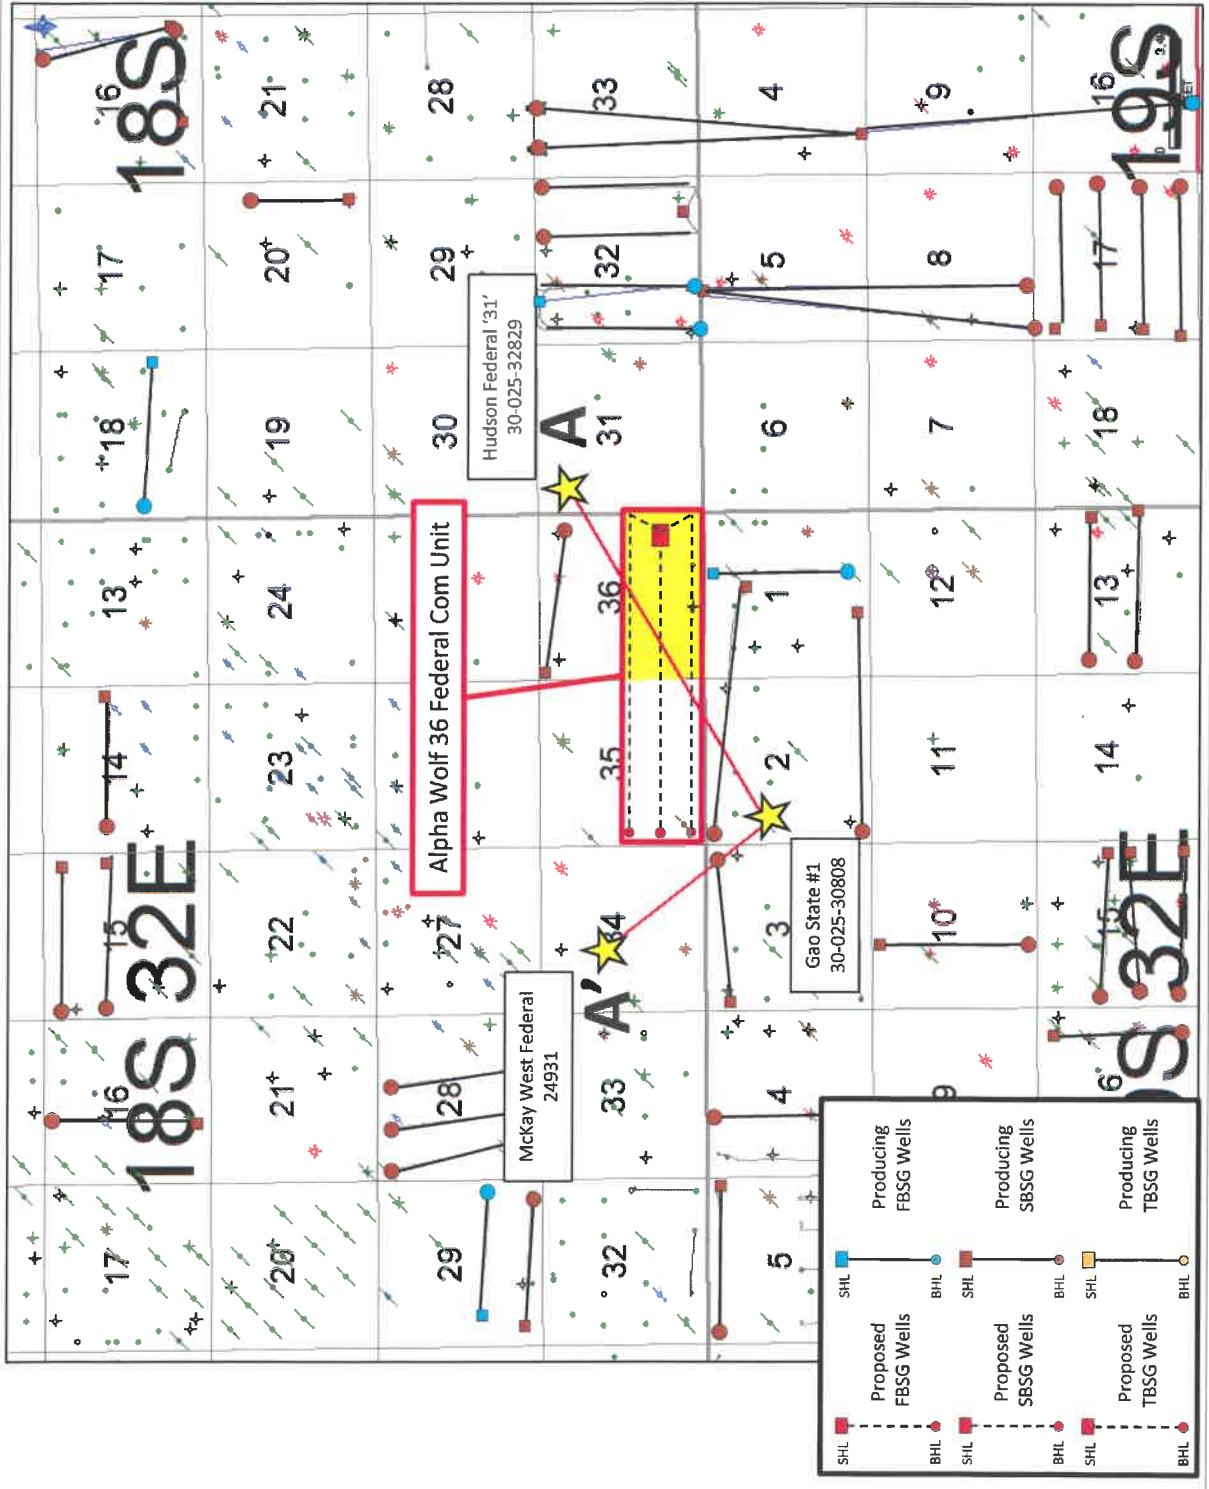 17 16 15 14 13 18 17 16
18S 32E 18S
20 21 22 23 24 19 20 21
29 28 27 30 29 28
Alpha Wolf 36 Federal Com Unit
Hudson Federal '31'
30-025-32829
McKay West Federal
24931
A' A
32 33 34 35 36 31 32 33
5 4 3 2 1 6 5 4
Gao State #1
30-025-30808
9 10 11 12 7 8 9
6 15 14 13 18 17 16
32E 19S
SHL
BHL
Proposed
FBSG Wells
SHL
BHL
Producing
FBSG Wells
SHL
BHL
Proposed
SBSG Wells
SHL
BHL
Producing
SBSG Wells
SHL
BHL
Proposed
TBSG Wells
SHL
BHL
Producing
TBSG Wells